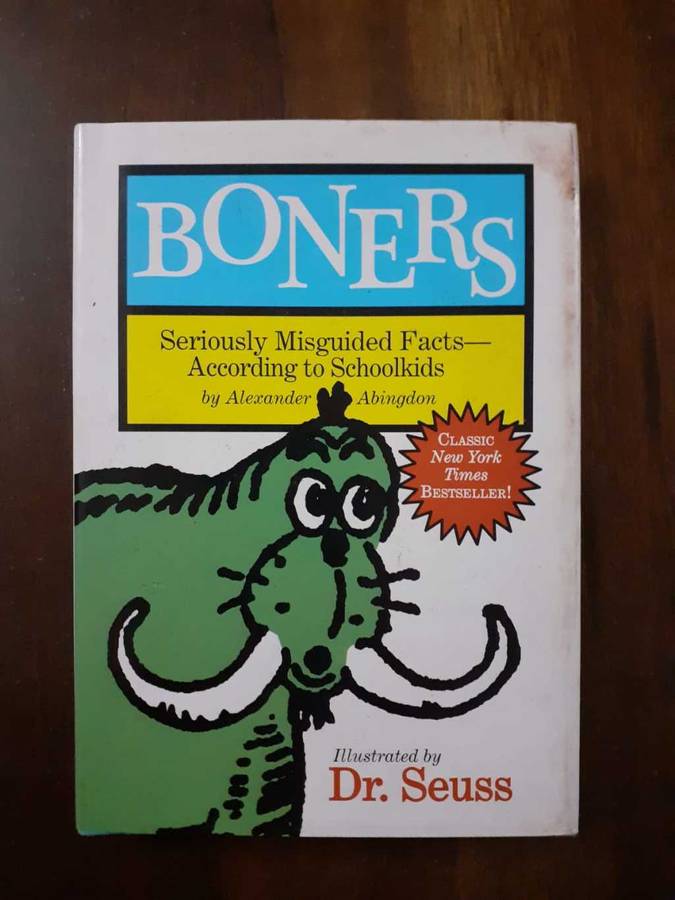 BONERS
Seriously Misguided Facts—
According to Schoolkids
by Alexander Abingdon
CLASSIC
New York
Times
BESTSELLER!
Illustrated by
Dr. Seuss